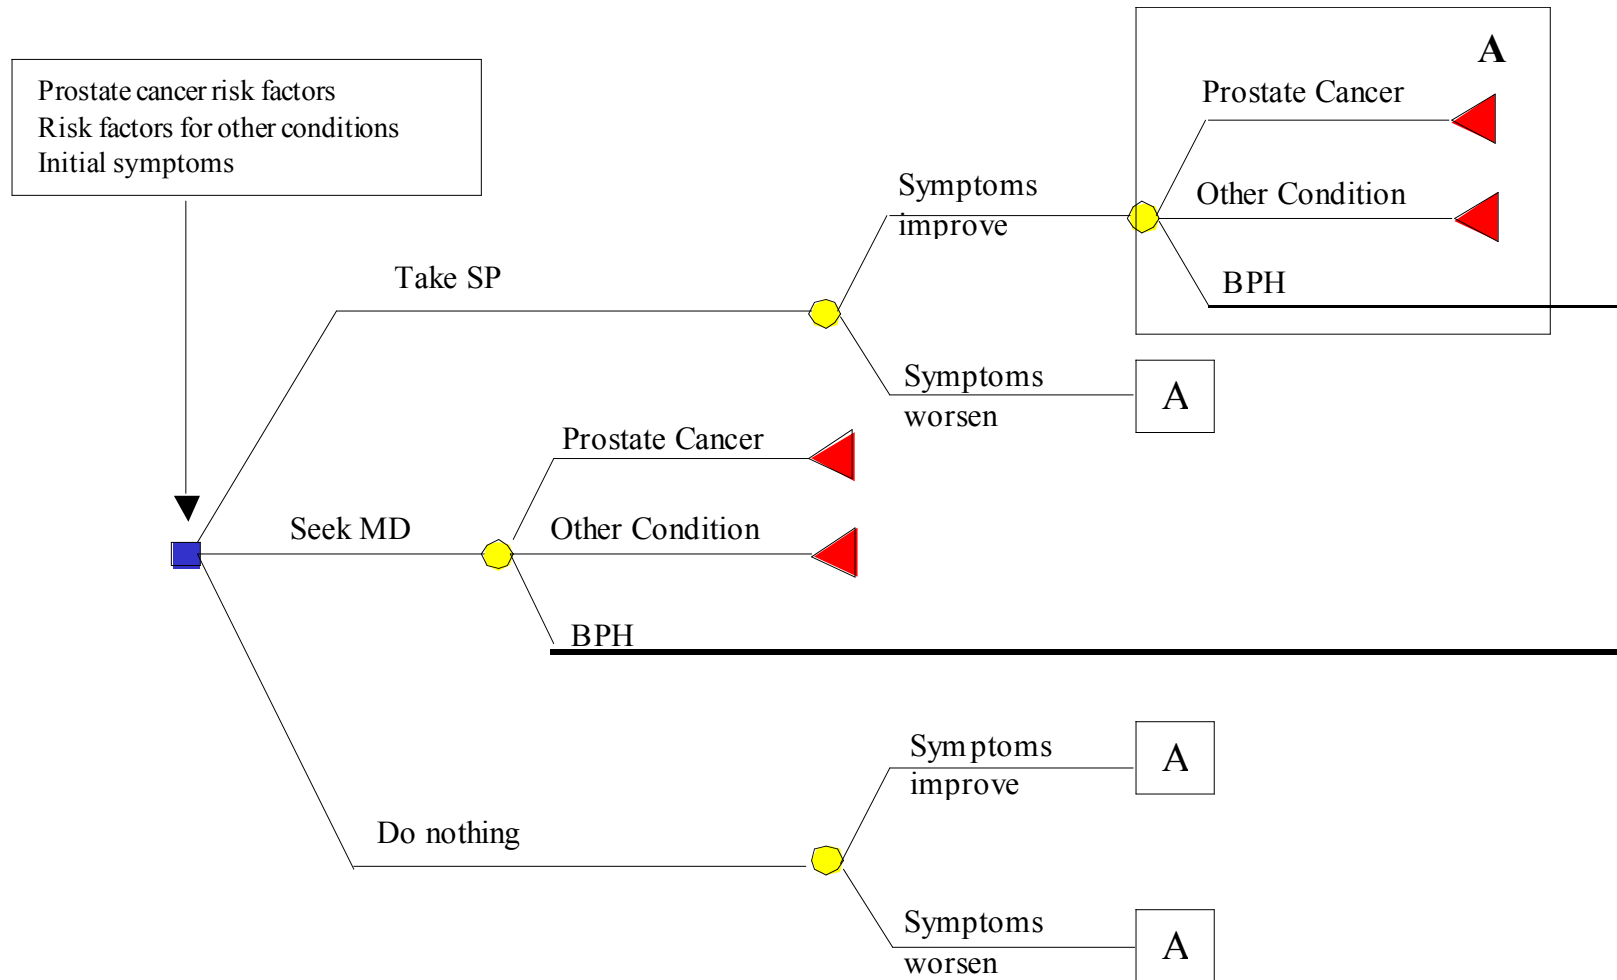 A
Prostate cancer risk factors
Risk factors for other conditions
Initial symptoms
Prostate Cancer
Other Condition
BPH
Symptoms
improve
Take SP
Symptoms
worsen
A
Prostate Cancer
Seek MD
Other Condition
BPH
Symptoms
improve
A
Do nothing
Symptoms
worsen
A